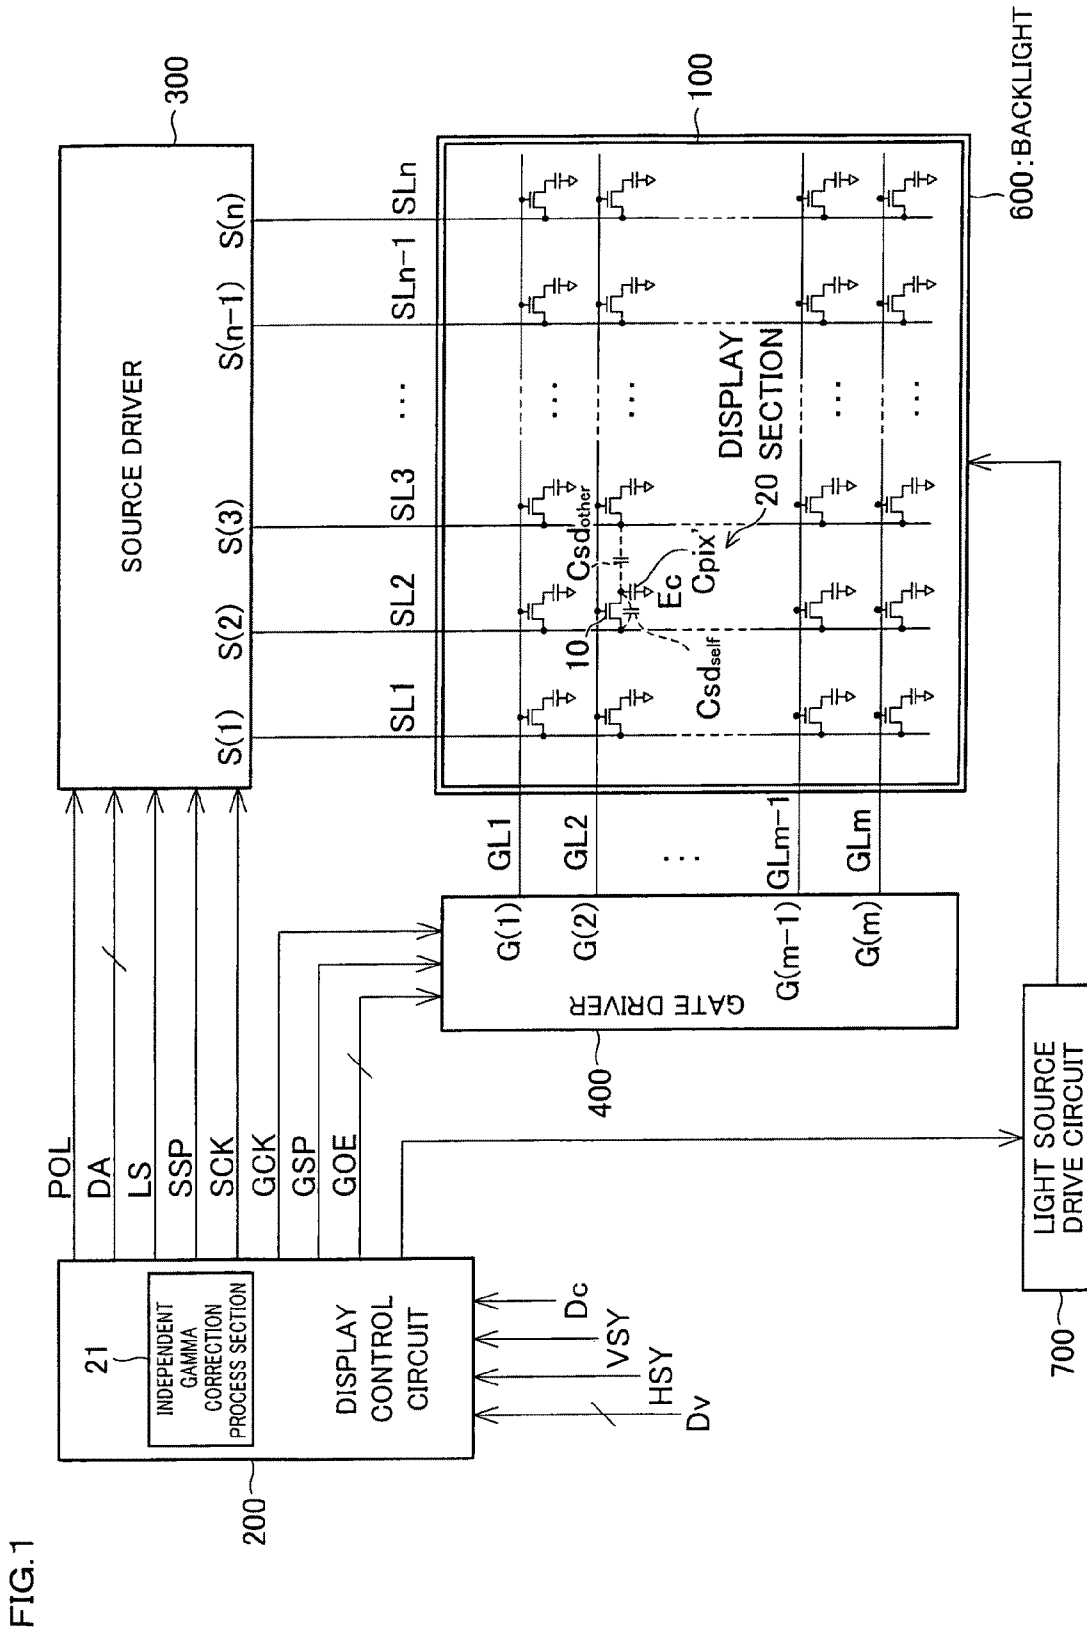 FIG.1
200
21
INDEPENDENT
GAMMA
CORRECTION
PROCESS SECTION
DISPLAY
CONTROL
CIRCUIT
Dv
HSY
VSY
Dc
POL
DA
LS
SSP
SCK
GCK
GSP
GOE
300
SOURCE DRIVER
S(1)
S(2)
S(3)
S(n-1)
S(n)
SL1
SL2
SL3
...
SLn-1
SLn
400
GATE DRIVER
G(1)
G(2)
G(m-1)
G(m)
GL1
GL2
...
GLm-1
GLm
100
10
Csdother
Ec
Cpix
Csdself
20
DISPLAY
SECTION
...
...
...
...
600:BACKLIGHT
700
LIGHT SOURCE
DRIVE CIRCUIT